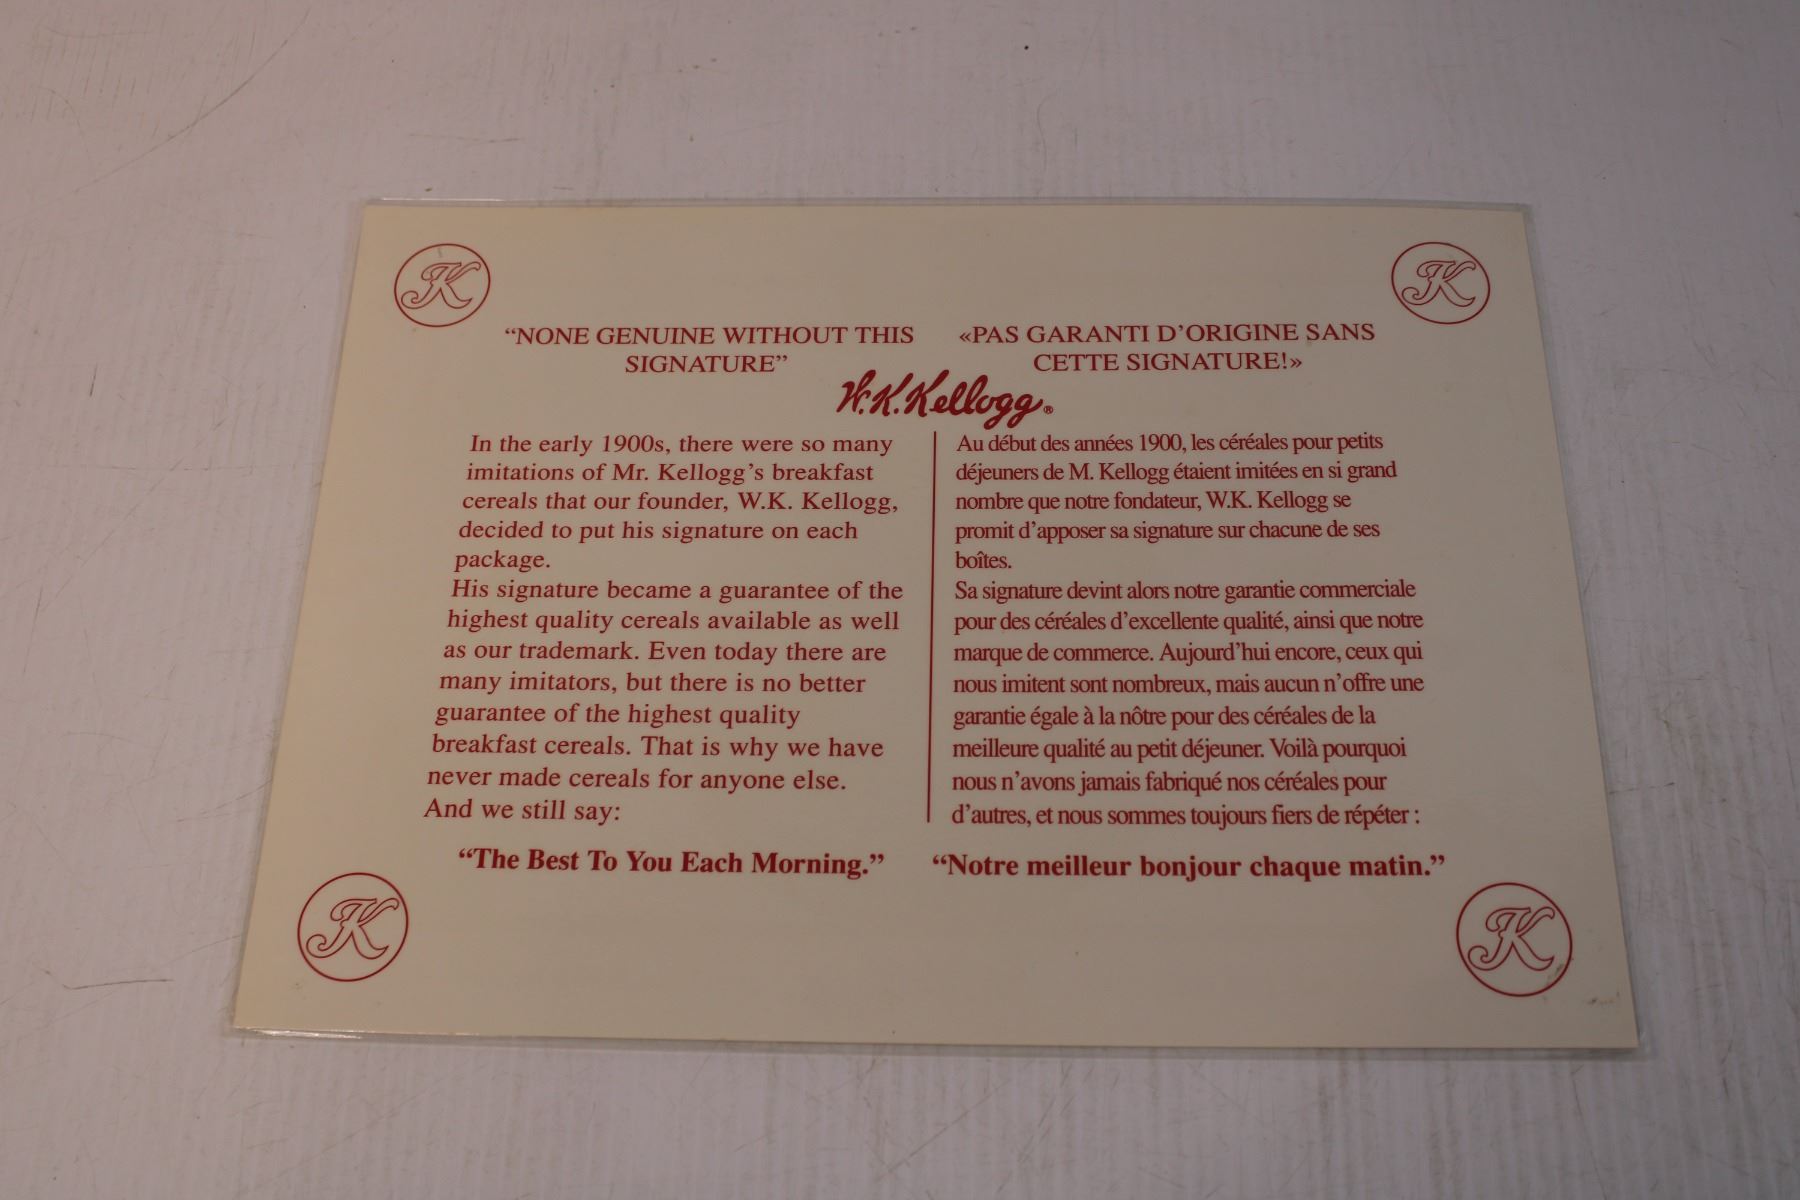 K
K
“NONE GENUINE WITHOUT THIS
SIGNATURE”
«PAS GARANTI D’ORIGINE SANS
CETTE SIGNATURE!»
W.K.Kellogg®
In the early 1900s, there were so many
imitations of Mr. Kellogg’s breakfast
cereals that our founder, W.K. Kellogg,
decided to put his signature on each
package.
His signature became a guarantee of the
highest quality cereals available as well
as our trademark. Even today there are
many imitators, but there is no better
guarantee of the highest quality
breakfast cereals. That is why we have
never made cereals for anyone else.
And we still say:
“The Best To You Each Morning.”
Au début des années 1900, les céréales pour petits
déjeuners de M. Kellogg étaient imitées en si grand
nombre que notre fondateur, W.K. Kellogg se
promit d’apposer sa signature sur chacune de ses
boîtes.
Sa signature devint alors notre garantie commerciale
pour des céréales d’excellente qualité, ainsi que notre
marque de commerce. Aujourd’hui encore, ceux qui
nous imitent sont nombreux, mais aucun n’offre une
garantie égale à la nôtre pour des céréales de la
meilleure qualité au petit déjeuner. Voilà pourquoi
nous n’avons jamais fabriqué nos céréales pour
d’autres, et nous sommes toujours fiers de répéter :
“Notre meilleur bonjour chaque matin.”
K
K